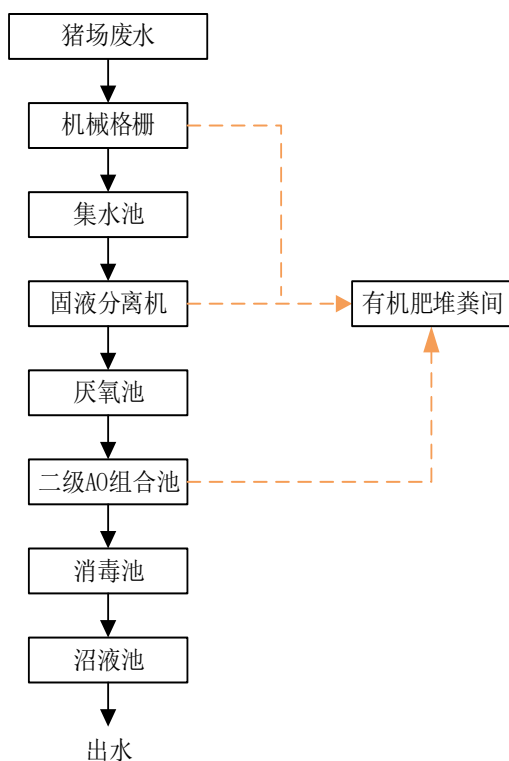 猪场废水
机械格栅
集水池
固液分离机
有机肥堆粪间
厌氧池
二级AO组合池
消毒池
沼液池
出水